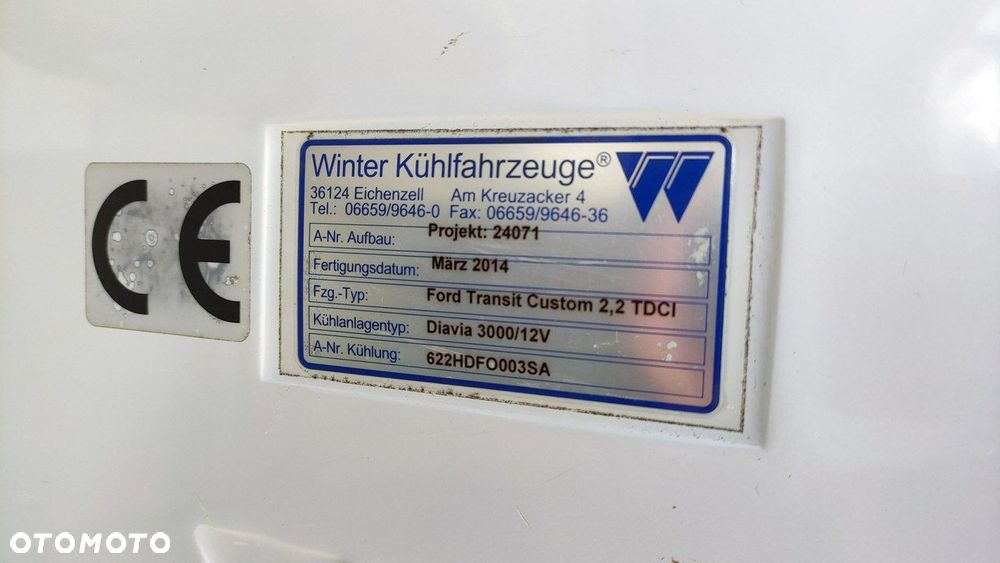 CE
Winter Kühlfahrzeuge®
36124 Eichenzell Am Kreuzacker 4
Tel.: 06659/9646-0 Fax: 06659/9646-36
A-Nr. Aufbau: Projekt: 24071
Fertigungsdatum: März 2014
Fzg.-Typ: Ford Transit Custom 2,2 TDCI
Kühlanlagentyp: Diavia 3000/12V
A-Nr. Kühlung: 622HDFO003SA
OTOMOTO